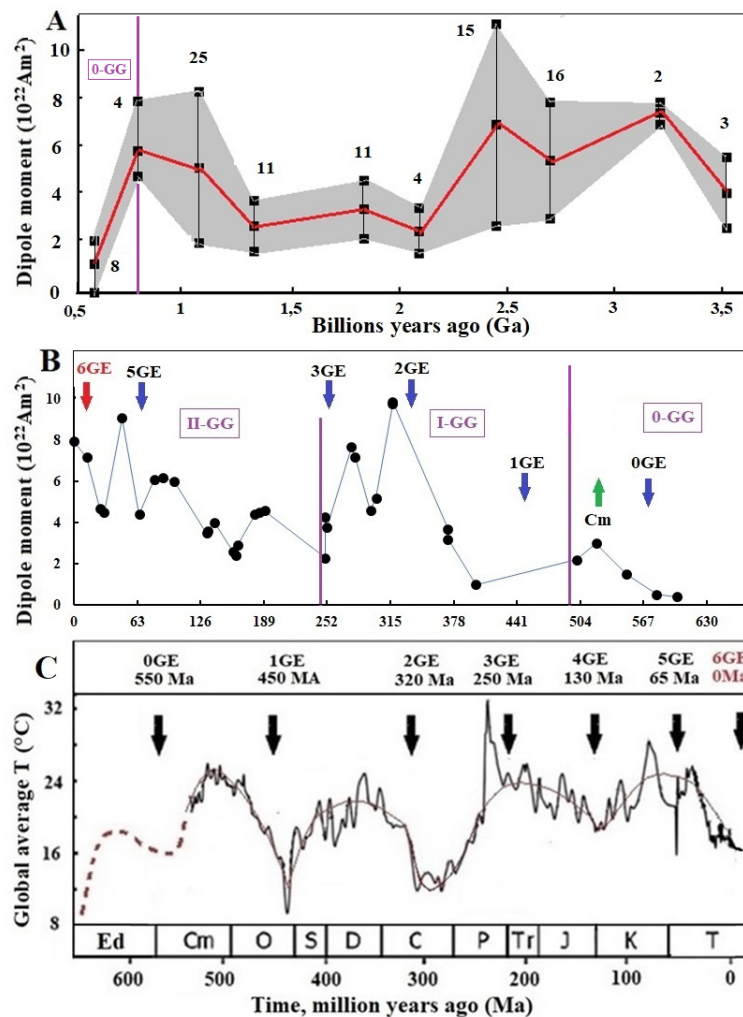 A
Dipole moment (10²²Am²)
10
8
6
4
2
0
0-GG
4
8
25
11
11
4
15
16
2
3
0,5
1
1,5
2
2.5
3
3,5
Billions years ago (Ga)
B
Dipole moment (10²²Am²)
10
8
6
4
2
0
6GE
5GE
3GE
2GE
1GE
0GE
Cm
II-GG
I-GG
0-GG
0 63 126 189 252 315 378 441 504 567 630
C
0GE 1GE 2GE 3GE 4GE 5GE 6GE
550 Ma 450 MA 320 Ma 250 Ma 130 Ma 65 Ma 0Ma
Global average T (°C)
32
24
16
8
Ed Cm O S D C P Tr J K T
600 500 400 300 200 100 0
Time, million years ago (Ma)